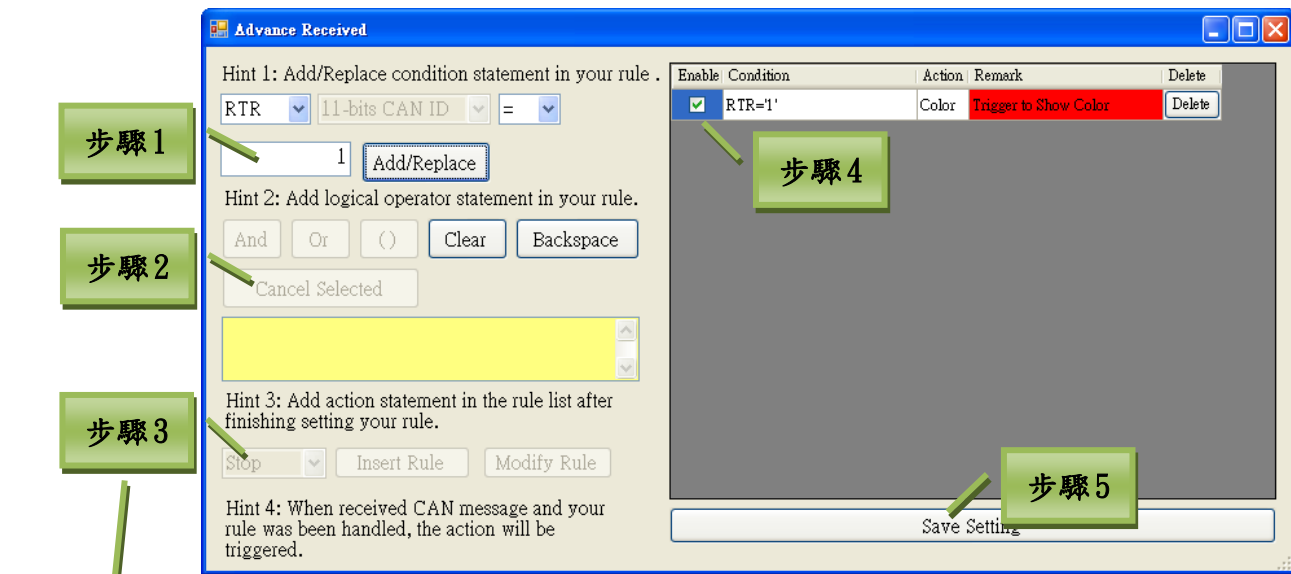 Advance Received
Hint 1: Add/Replace condition statement in your rule .
RTR 11-bits CAN ID =
步驟1
1 Add/Replace
Hint 2: Add logical operator statement in your rule.
And Or () Clear Backspace
步驟2
Cancel Selected
Hint 3: Add action statement in the rule list after
finishing setting your rule.
步驟3
Stop Insert Rule Modify Rule
Hint 4: When received CAN message and your
rule was been handled, the action will be
triggered.
Enable Condition Action Remark Delete
RTR='1' Color Trigger to Show Color Delete
步驟4
步驟5
Save Setting